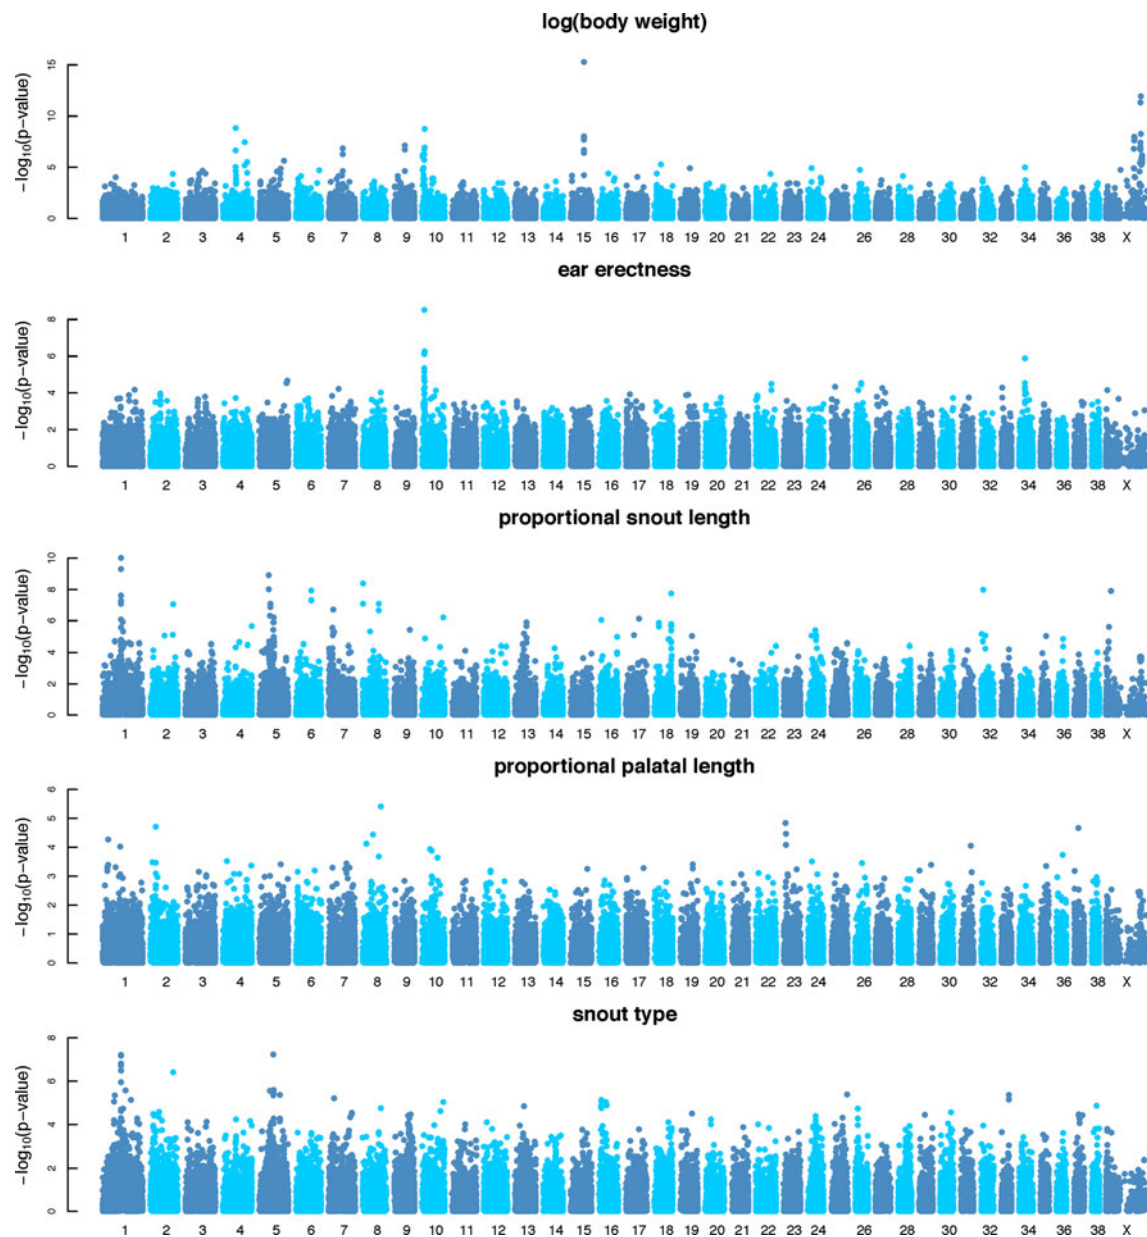 log(body weight)
−log10(p−value)
0 5 10 15
1 2 3 4 5 6 7 8 9 10 11 12 13 14 15 16 17 18 19 20 21 22 23 24 26 28 30 32 34 36 38 X
ear erectness
−log10(p−value)
0 2 4 6 8
1 2 3 4 5 6 7 8 9 10 11 12 13 14 15 16 17 18 19 20 21 22 23 24 26 28 30 32 34 36 38 X
proportional snout length
−log10(p−value)
0 2 4 6 8 10
1 2 3 4 5 6 7 8 9 10 11 12 13 14 15 16 17 18 19 20 21 22 23 24 26 28 30 32 34 36 38 X
proportional palatal length
−log10(p−value)
0 1 2 3 4 5 6
1 2 3 4 5 6 7 8 9 10 11 12 13 14 15 16 17 18 19 20 21 22 23 24 26 28 30 32 34 36 38 X
snout type
−log10(p−value)
0 2 4 6 8
1 2 3 4 5 6 7 8 9 10 11 12 13 14 15 16 17 18 19 20 21 22 23 24 26 28 30 32 34 36 38 X